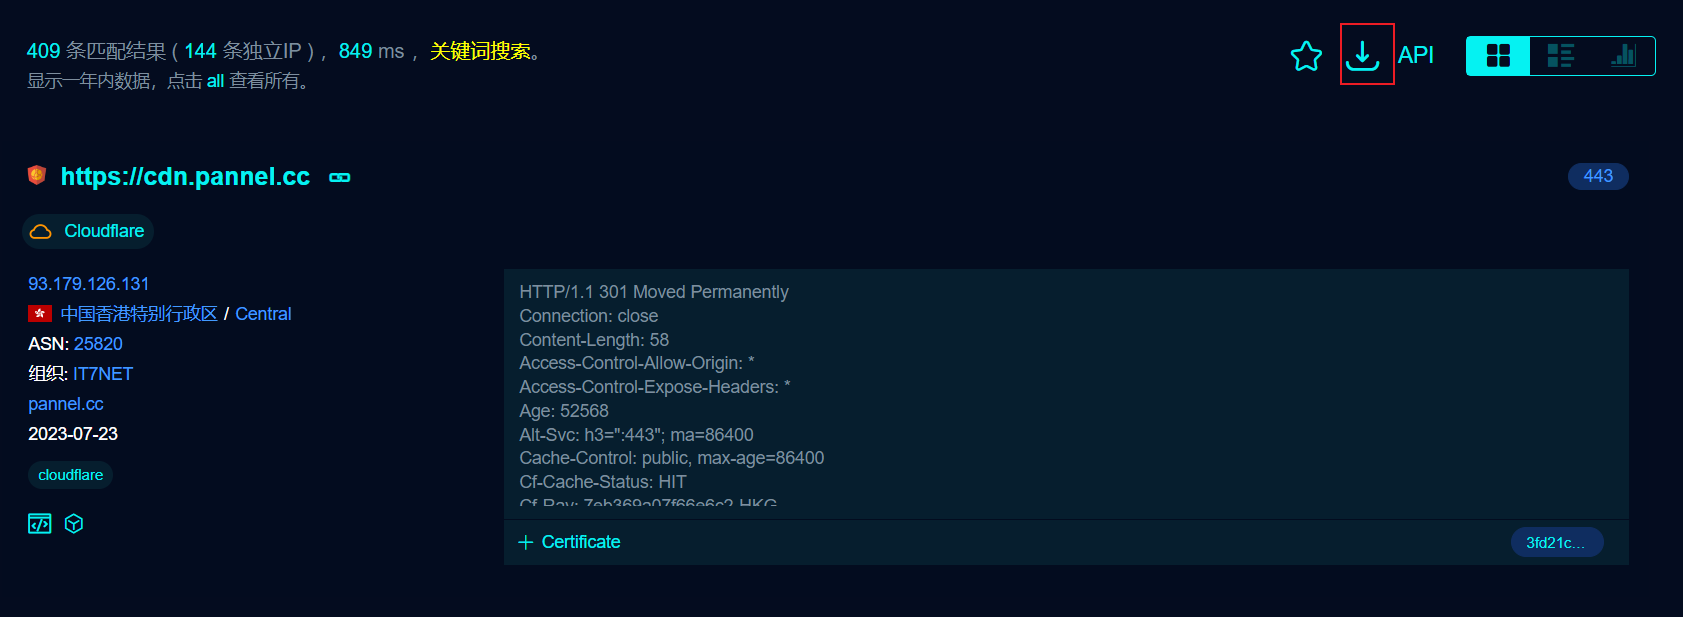 409 条匹配结果 ( 144 条独立IP ) ，849 ms ，关键词搜索。
显示一年内数据，点击 all 查看所有。
API
https://cdn.pannel.cc
443
Cloudflare
93.179.126.131
中国香港特别行政区 / Central
ASN: 25820
组织: IT7NET
pannel.cc
2023-07-23
cloudflare
HTTP/1.1 301 Moved Permanently
Connection: close
Content-Length: 58
Access-Control-Allow-Origin: *
Access-Control-Expose-Headers: *
Age: 52568
Alt-Svc: h3=":443"; ma=86400
Cache-Control: public, max-age=86400
Cf-Cache-Status: HIT
Cf-Ray: 7eb369a07f66e6c2-HKG
Certificate
3fd21c...